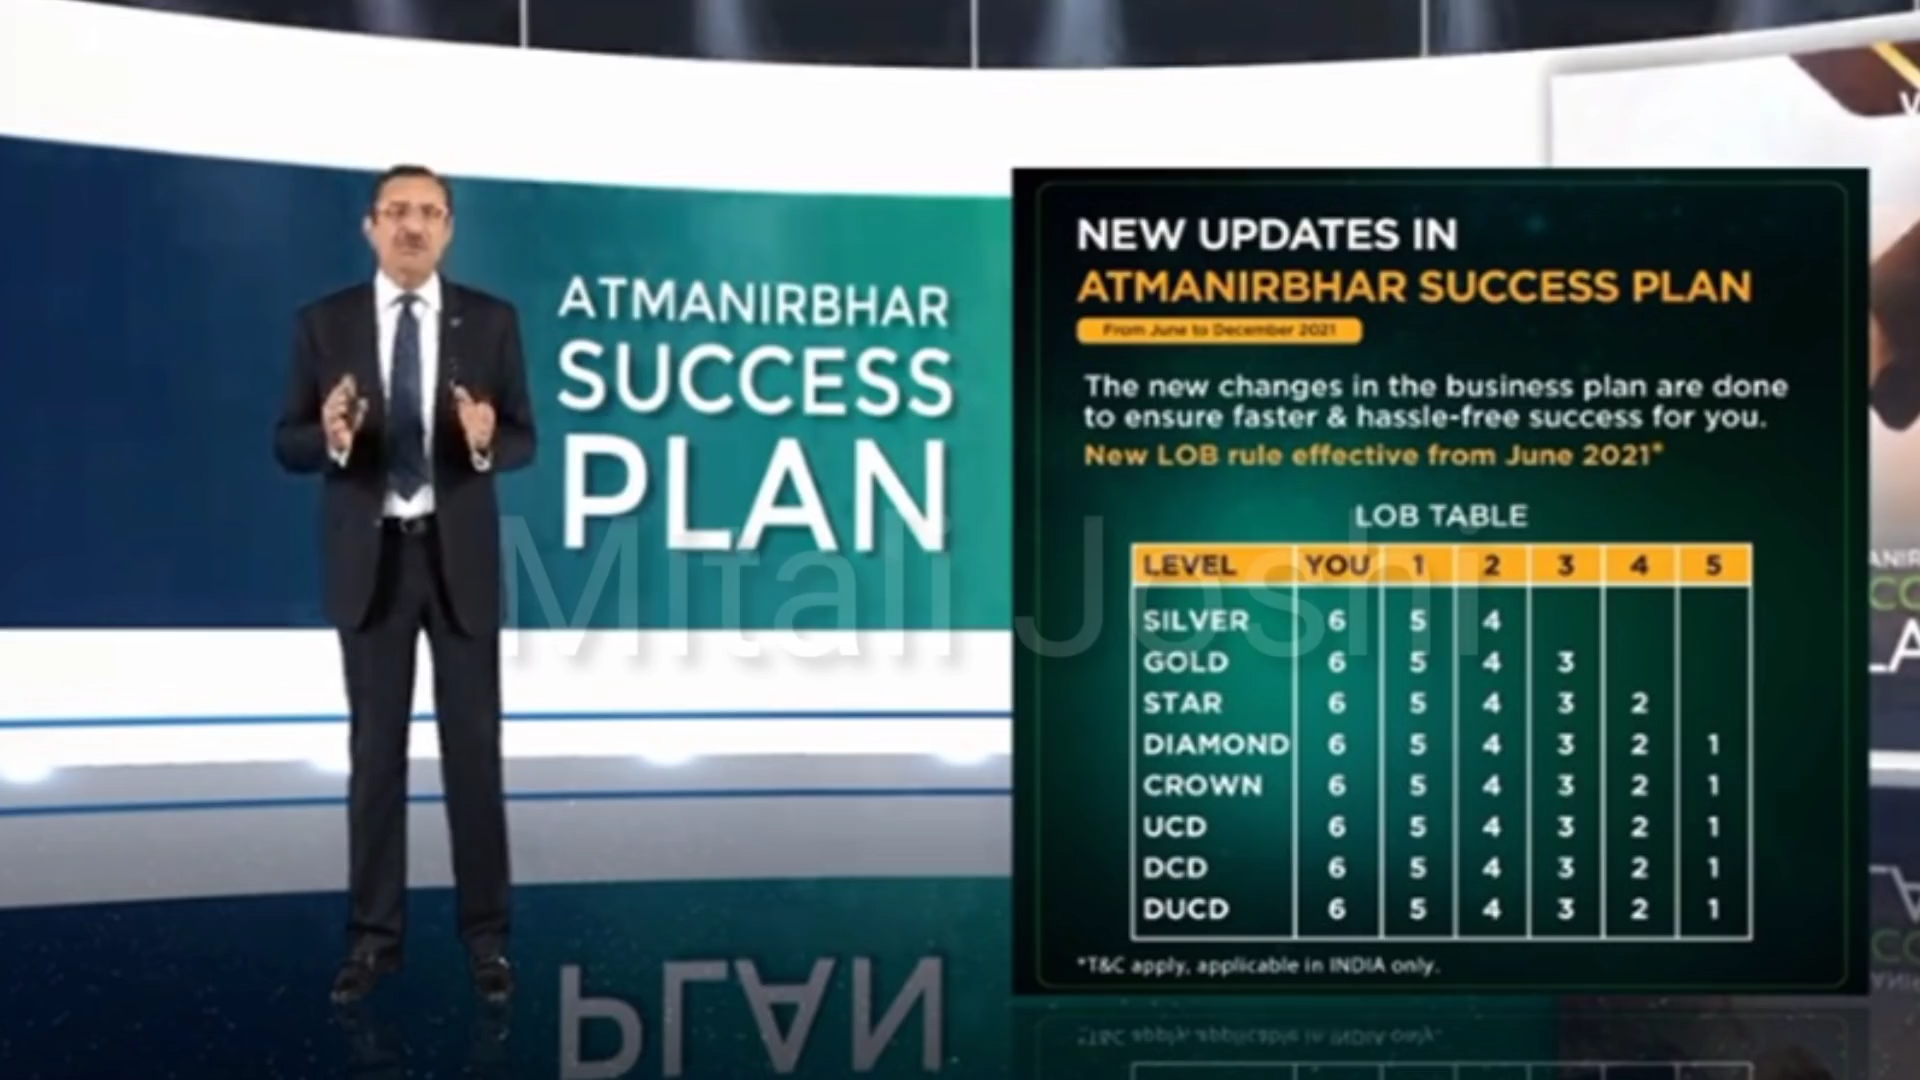 ATMANIRBHAR
SUCCESS
PLAN
NEW UPDATES IN
ATMANIRBHAR SUCCESS PLAN
From June to December 2021
The new changes in the business plan are done
to ensure faster & hassle-free success for you.
New LOB rule effective from June 2021*
LOB TABLE
LEVEL YOU 1 2 3 4 5
SILVER 6 5 4
GOLD 6 5 4 3
STAR 6 5 4 3 2
DIAMOND 6 5 4 3 2 1
CROWN 6 5 4 3 2 1
UCD 6 5 4 3 2 1
DCD 6 5 4 3 2 1
DUCD 6 5 4 3 2 1
*T&C apply, applicable in INDIA only.
Mitali Joshi
PLAN